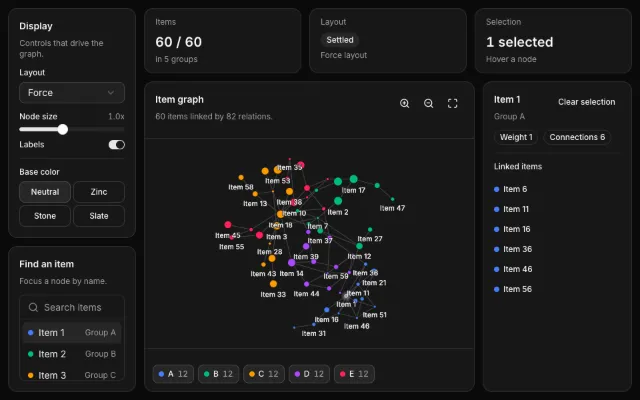 Display
Controls that drive the
graph.
Layout
Force
Node size 1.0x
Labels
Base color
Neutral Zinc
Stone Slate
Find an item
Focus a node by name.
Search items
Item 1 Group A
Item 2 Group B
Item 3 Group C
Items
60 / 60
in 5 groups
Layout
Settled
Force layout
Selection
1 selected
Hover a node
Item graph
60 items linked by 82 relations.
Item 35
Item 53
Item 58
Item 17
Item 13
Item 38
Item 47
Item 10
Item 2
Item 18
Item 7
Item 45
Item 3
Item 37
Item 27
Item 55
Item 28
Item 39
Item 12
Item 43
Item 14
Item 59
Item 36
Item 21
Item 33
Item 44
Item 11
Item 1
Item 51
Item 16
Item 46
Item 31
A 12
B 12
C 12
D 12
E 12
Item 1
Clear selection
Group A
Weight 1
Connections 6
Linked items
Item 6
Item 11
Item 16
Item 36
Item 46
Item 56